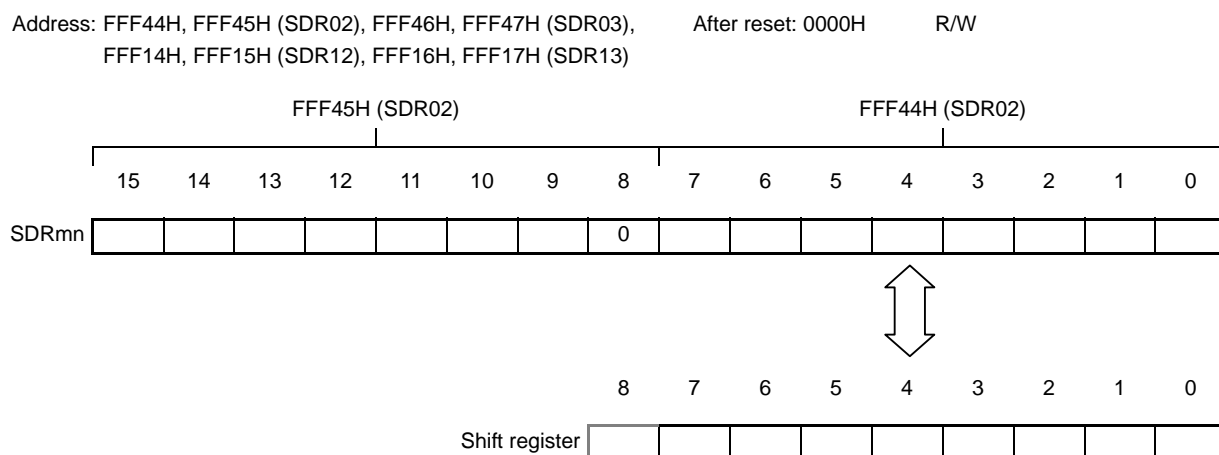 Address: FFF44H, FFF45H (SDR02), FFF46H, FFF47H (SDR03), After reset: 0000H R/W
FFF14H, FFF15H (SDR12), FFF16H, FFF17H (SDR13)
FFF45H (SDR02) FFF44H (SDR02)
15 14 13 12 11 10 9 8 7 6 5 4 3 2 1 0
SDRmn 0
8 7 6 5 4 3 2 1 0
Shift register